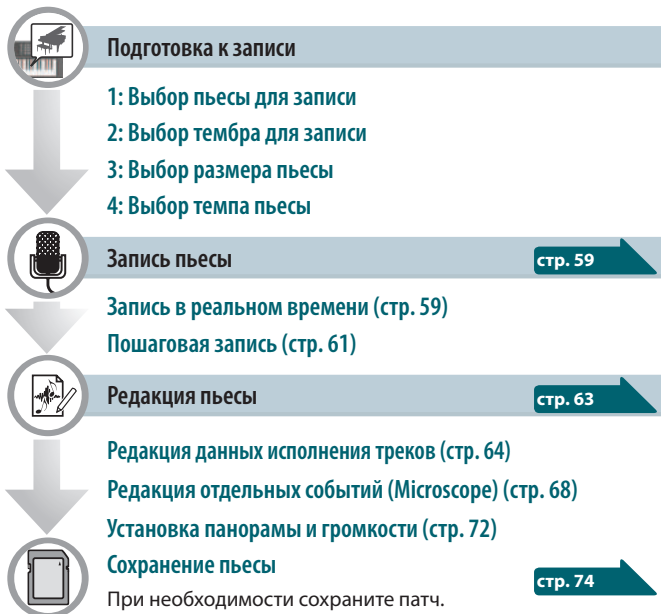 Подготовка к записи
1: Выбор пьесы для записи
2: Выбор тембра для записи
3: Выбор размера пьесы
4: Выбор темпа пьесы
Запись пьесы стр. 59
Запись в реальном времени (стр. 59)
Пошаговая запись (стр. 61)
Редакция пьесы стр. 63
Редакция данных исполнения треков (стр. 64)
Редакция отдельных событий (Microscope) (стр. 68)
Установка панорамы и громкости (стр. 72)
Сохранение пьесы
стр. 74
При необходимости сохраните патч.